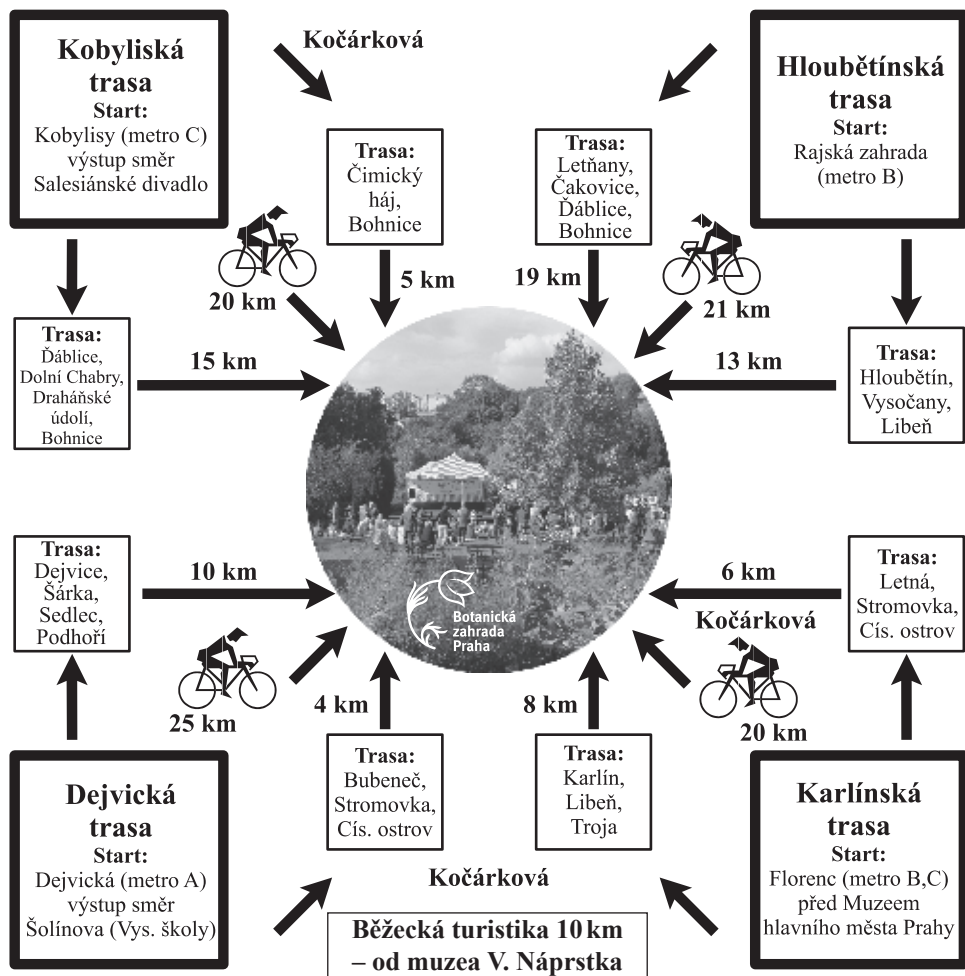 Kobyliská
trasa
Start:
Kobylisy (metro C)
výstup směr
Salesiánské divadlo
Kočárková
Hloubětínská
trasa
Start:
Rajská zahrada
(metro B)
Trasa:
Čimický
háj,
Bohnice
Trasa:
Letňany,
Čakovice,
Ďáblice,
Bohnice
20 km
5 km
19 km
21 km
Trasa:
Ďáblice,
Dolní Chabry,
Draháňské
údolí,
Bohnice
15 km
13 km
Trasa:
Hloubětín,
Vysočany,
Libeň
Trasa:
Dejvice,
Šárka,
Sedlec,
Podhoří
10 km
Botanická
zahrada
Praha
6 km
Kočárková
Trasa:
Letná,
Stromovka,
Cís. ostrov
25 km
4 km
8 km
20 km
Dejvická
trasa
Start:
Dejvická (metro A)
výstup směr
Šolínova (Vys. školy)
Trasa:
Bubeneč,
Stromovka,
Cís. ostrov
Trasa:
Karlín,
Libeň,
Troja
Karlínská
trasa
Start:
Florenc (metro B,C)
před Muzeem
hlavního města Prahy
Kočárková
Běžecká turistika 10 km
– od muzea V. Náprstka